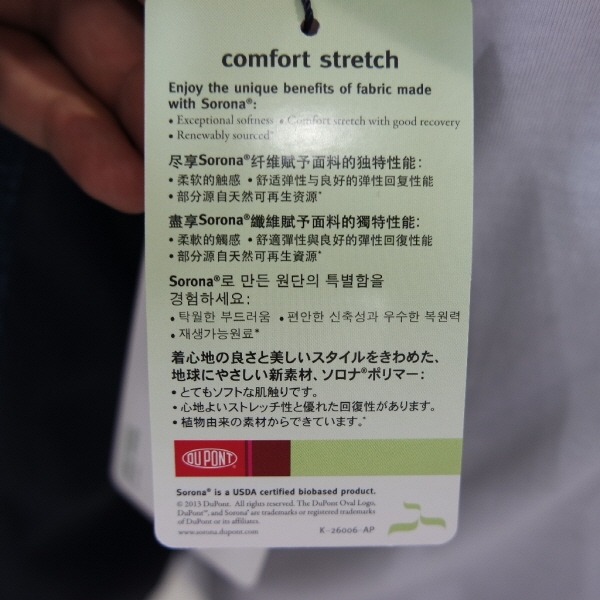 comfort stretch
Enjoy the unique benefits of fabric made
with Sorona®:
• Exceptional softness • Comfort stretch with good recovery
• Renewably sourced*
尽享Sorona®纤维赋予面料的独特性能：
• 柔软的触感 • 舒适弹性与良好的弹性回复性能
• 部分源自天然可再生资源*
盡享Sorona®纖維賦予面料的獨特性能：
• 柔軟的觸感 • 舒適彈性與良好的彈性回復性能
• 部分源自天然可再生資源*
Sorona®로 만든 원단의 특별함을
경험하세요:
• 탁월한 부드러움 • 편안한 신축성과 우수한 복원력
• 재생가능원료*
着心地の良さと美しいスタイルをきわめた、
地球にやさしい新素材、ソロナ®ポリマー：
• とてもソフトな肌触りです。
• 心地よいストレッチ性と優れた回復性があります。
• 植物由来の素材からできています。*
DUPONT
Sorona® is a USDA certified biobased product.
© 2013 DuPont. All rights reserved. The DuPont Oval Logo,
DuPont™, and Sorona® are trademarks or registered trademarks
of DuPont or its affiliates.
www.sorona.dupont.com
K-26006-AP